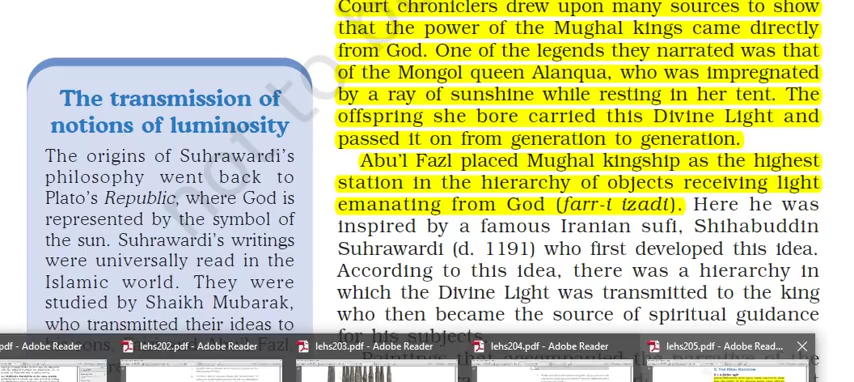 Court chroniclers drew upon many sources to show
that the power of the Mughal kings came directly
from God. One of the legends they narrated was that
of the Mongol queen Alanqua, who was impregnated
by a ray of sunshine while resting in her tent. The
offspring she bore carried this Divine Light and
passed it on from generation to generation.
Abu'l Fazl placed Mughal kingship as the highest
station in the hierarchy of objects receiving light
emanating from God (farr-i izadi). Here he was
inspired by a famous Iranian sufi, Shihabuddin
Suhrawardi (d. 1191) who first developed this idea.
According to this idea, there was a hierarchy in
which the Divine Light was transmitted to the king
who then became the source of spiritual guidance
for his subjects.
The transmission of
notions of luminosity
The origins of Suhrawardi's
philosophy went back to
Plato's Republic, where God is
represented by the symbol of
the sun. Suhrawardi's writings
were universally read in the
Islamic world. They were
studied by Shaikh Mubarak,
who transmitted their ideas to
not to
pdf - Adobe Reader
lehs202.pdf - Adobe Reader
lehs203.pdf - Adobe Reader
lehs204.pdf - Adobe Reader
lehs205.pdf - Adobe Read...